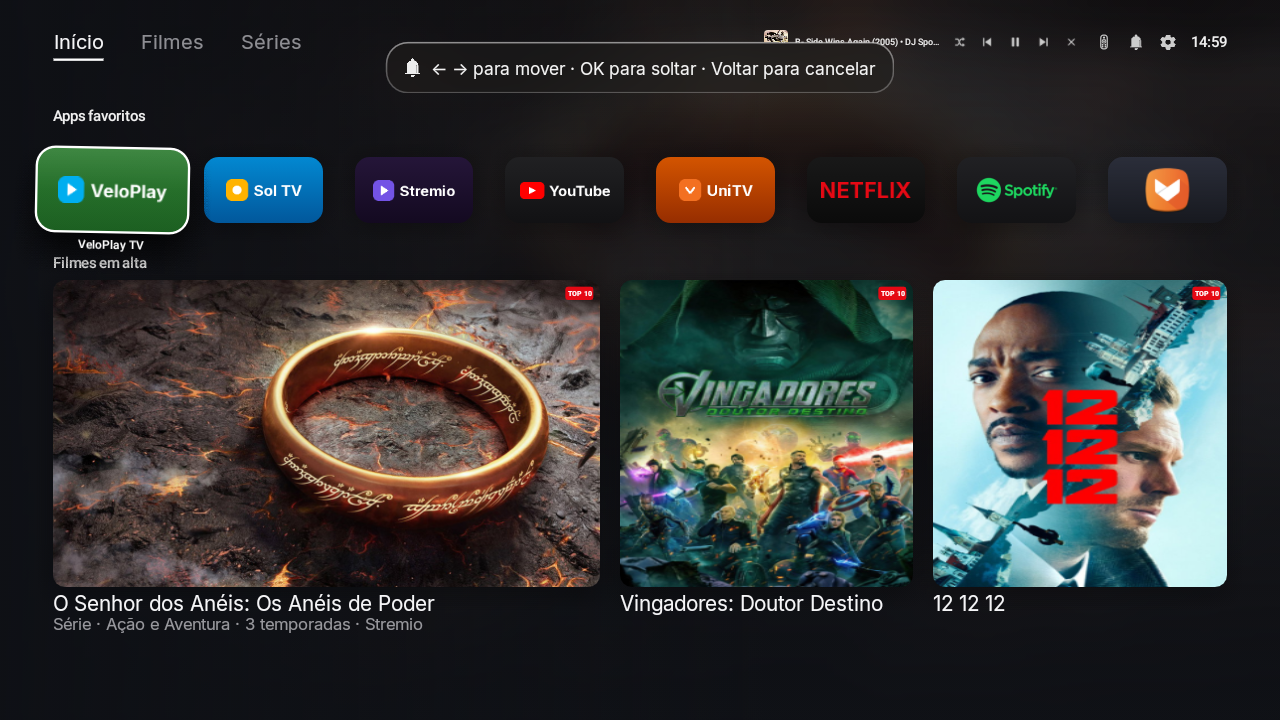 Início Filmes Séries
B- Side Wins Again (2005) • DJ Spo... 14:59
← → para mover · OK para soltar · Voltar para cancelar
Apps favoritos
VeloPlay Sol TV Stremio YouTube UniTV NETFLIX Spotify
VeloPlay TV
Filmes em alta
TOP 10 TOP 10 TOP 10
VINGADORES
DOUTOR DESTINO
12
12
12
O Senhor dos Anéis: Os Anéis de Poder Vingadores: Doutor Destino 12 12 12
Série · Ação e Aventura · 3 temporadas · Stremio